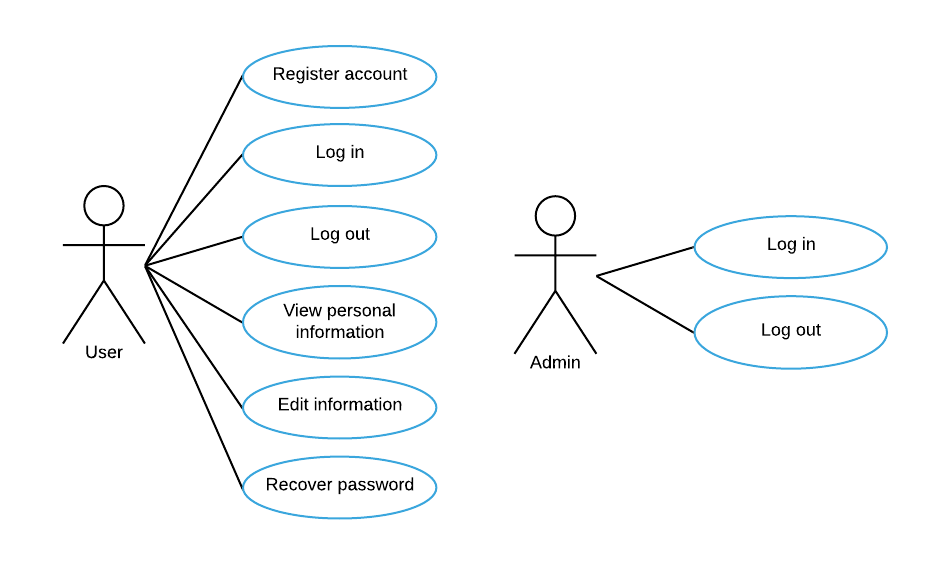 Register account
Log in
Log out
View personal
information
Edit information
Recover password
User
Log in
Log out
Admin